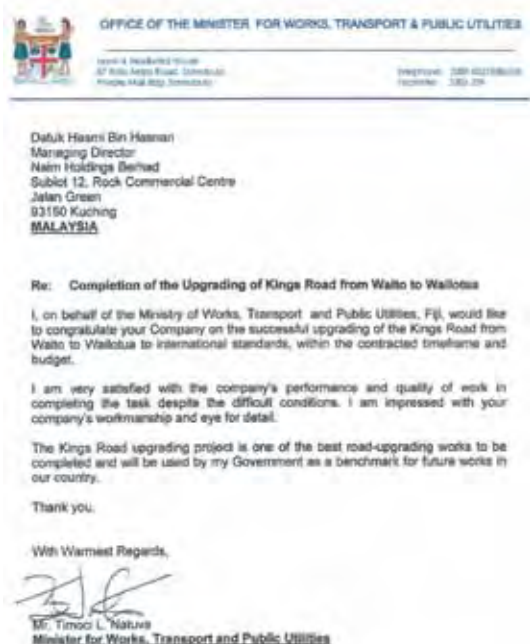 OFFICE OF THE MINISTER FOR WORKS, TRANSPORT & PUBLIC UTILITIES
Datuk Hasmi Bin Hasnan
Managing Director
Naim Holdings Berhad
Sublot 12, Rock Commercial Centre
Jalan Green
93150 Kuching
MALAYSIA
Re: Completion of the Upgrading of Kings Road from Waito to Wailotua
I, on behalf of the Ministry of Works, Transport and Public Utilities, Fiji, would like
to congratulate your Company on the successful upgrading of the Kings Road from
Waito to Wailotua to international standards, within the contracted timeframe and
budget.
I am very satisfied with the company's performance and quality of work in
completing the task despite the difficult conditions. I am impressed with your
company's workmanship and eye for detail.
The Kings Road upgrading project is one of the best road-upgrading works to be
completed and will be used by my Government as a benchmark for future works in
our country.
Thank you.
With Warmest Regards,
Mr. Timoci L. Natuva
Minister for Works, Transport and Public Utilities